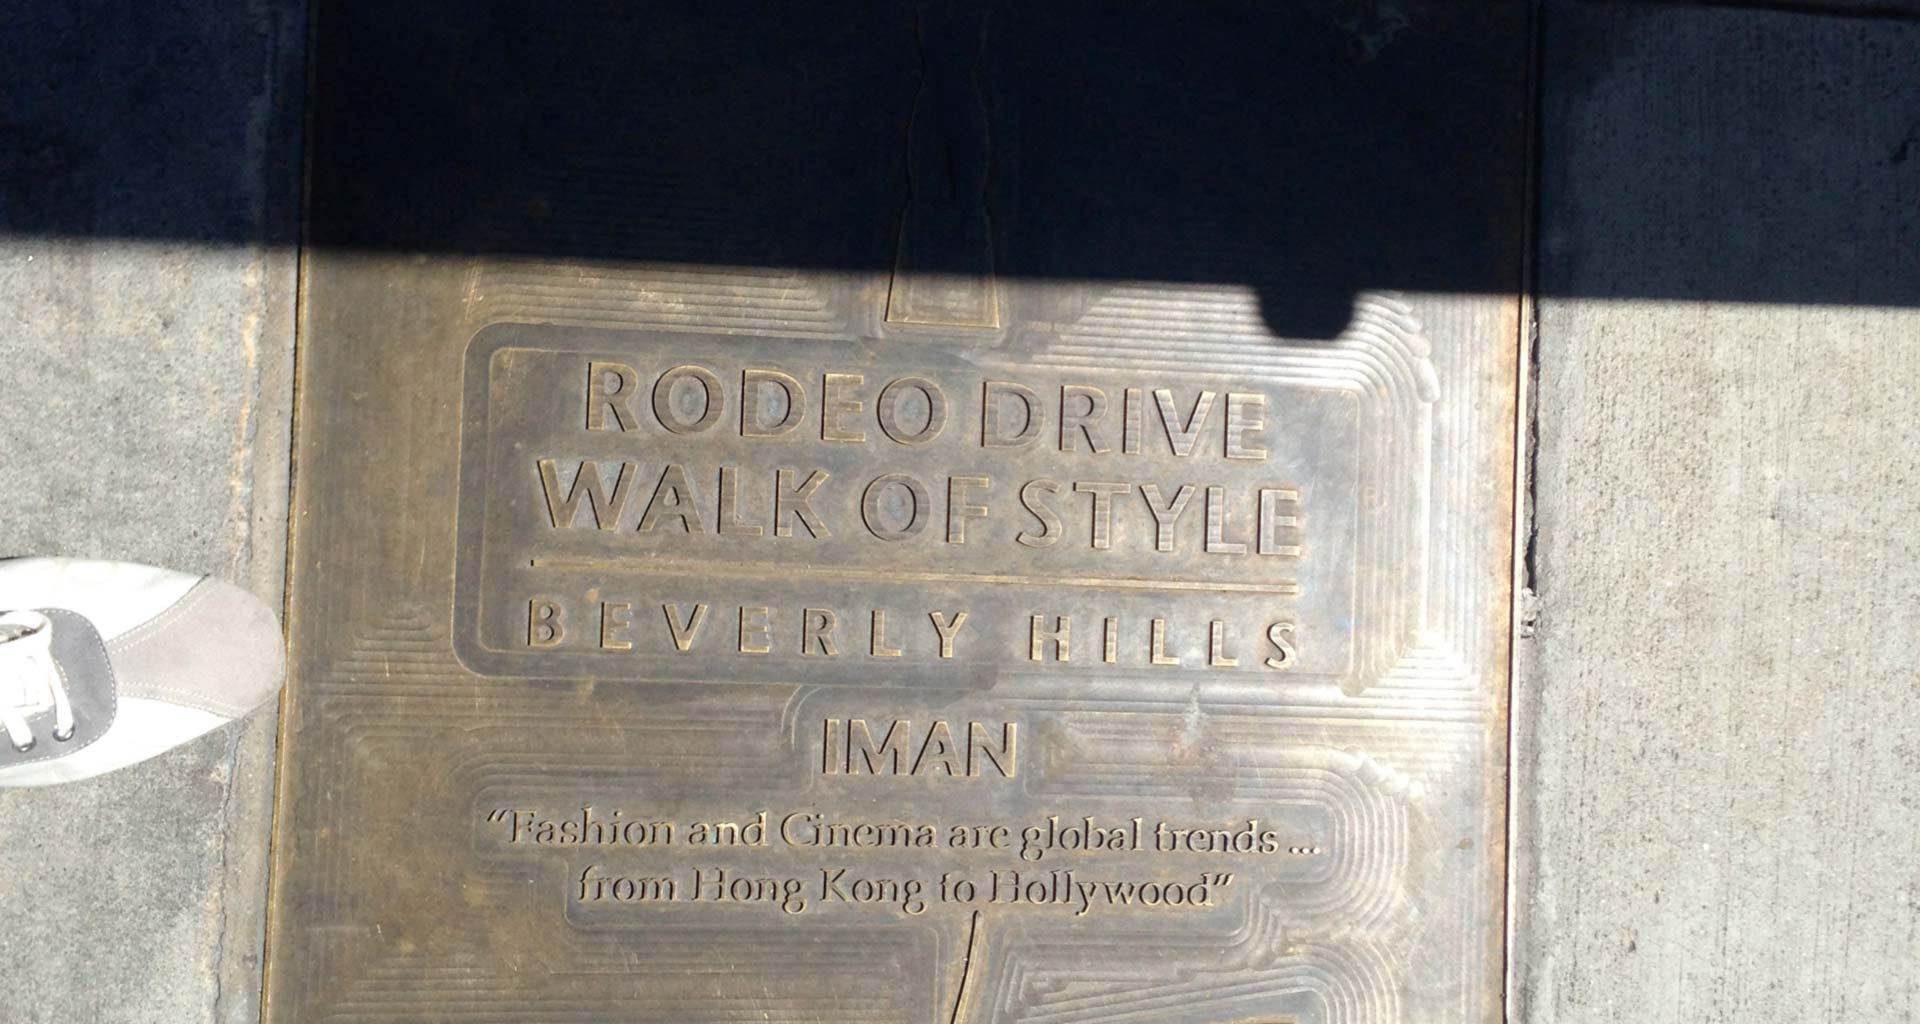 RODEO DRIVE
WALK OF STYLE
BEVERLY HILLS
IMAN
“Fashion and Cinema are global trends ...
from Hong Kong to Hollywood”